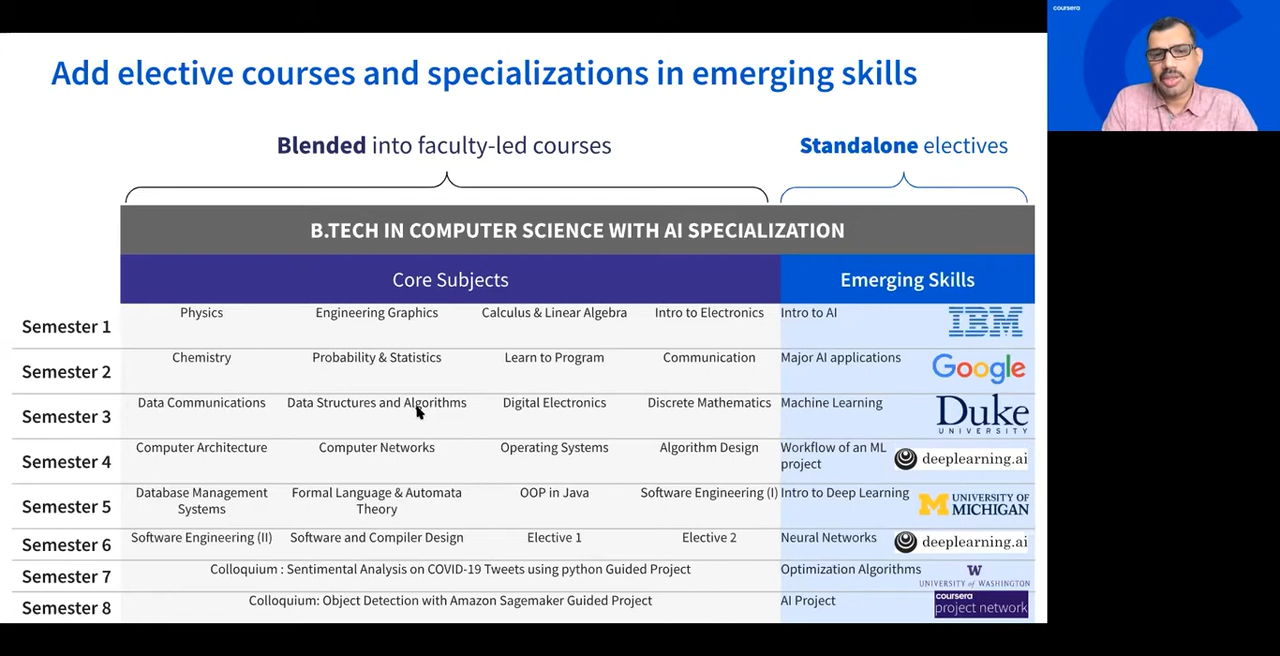 coursera
Add elective courses and specializations in emerging skills
Blended into faculty-led courses
Standalone electives
B.TECH IN COMPUTER SCIENCE WITH AI SPECIALIZATION
Core Subjects
Emerging Skills
Semester 1
Physics
Engineering Graphics
Calculus & Linear Algebra
Intro to Electronics
Intro to AI
IBM
Semester 2
Chemistry
Probability & Statistics
Learn to Program
Communication
Major AI applications
Google
Semester 3
Data Communications
Data Structures and Algorithms
Digital Electronics
Discrete Mathematics
Machine Learning
Duke
UNIVERSITY
Semester 4
Computer Architecture
Computer Networks
Operating Systems
Algorithm Design
Workflow of an ML
project
deeplearning.ai
Semester 5
Database Management
Systems
Formal Language & Automata
Theory
OOP in Java
Software Engineering (I)
Intro to Deep Learning
M
UNIVERSITY OF
MICHIGAN
Semester 6
Software Engineering (II)
Software and Compiler Design
Elective 1
Elective 2
Neural Networks
deeplearning.ai
Semester 7
Colloquium : Sentimental Analysis on COVID-19 Tweets using python Guided Project
Optimization Algorithms
W
UNIVERSITY of WASHINGTON
Semester 8
Colloquium: Object Detection with Amazon Sagemaker Guided Project
AI Project
coursera
project network